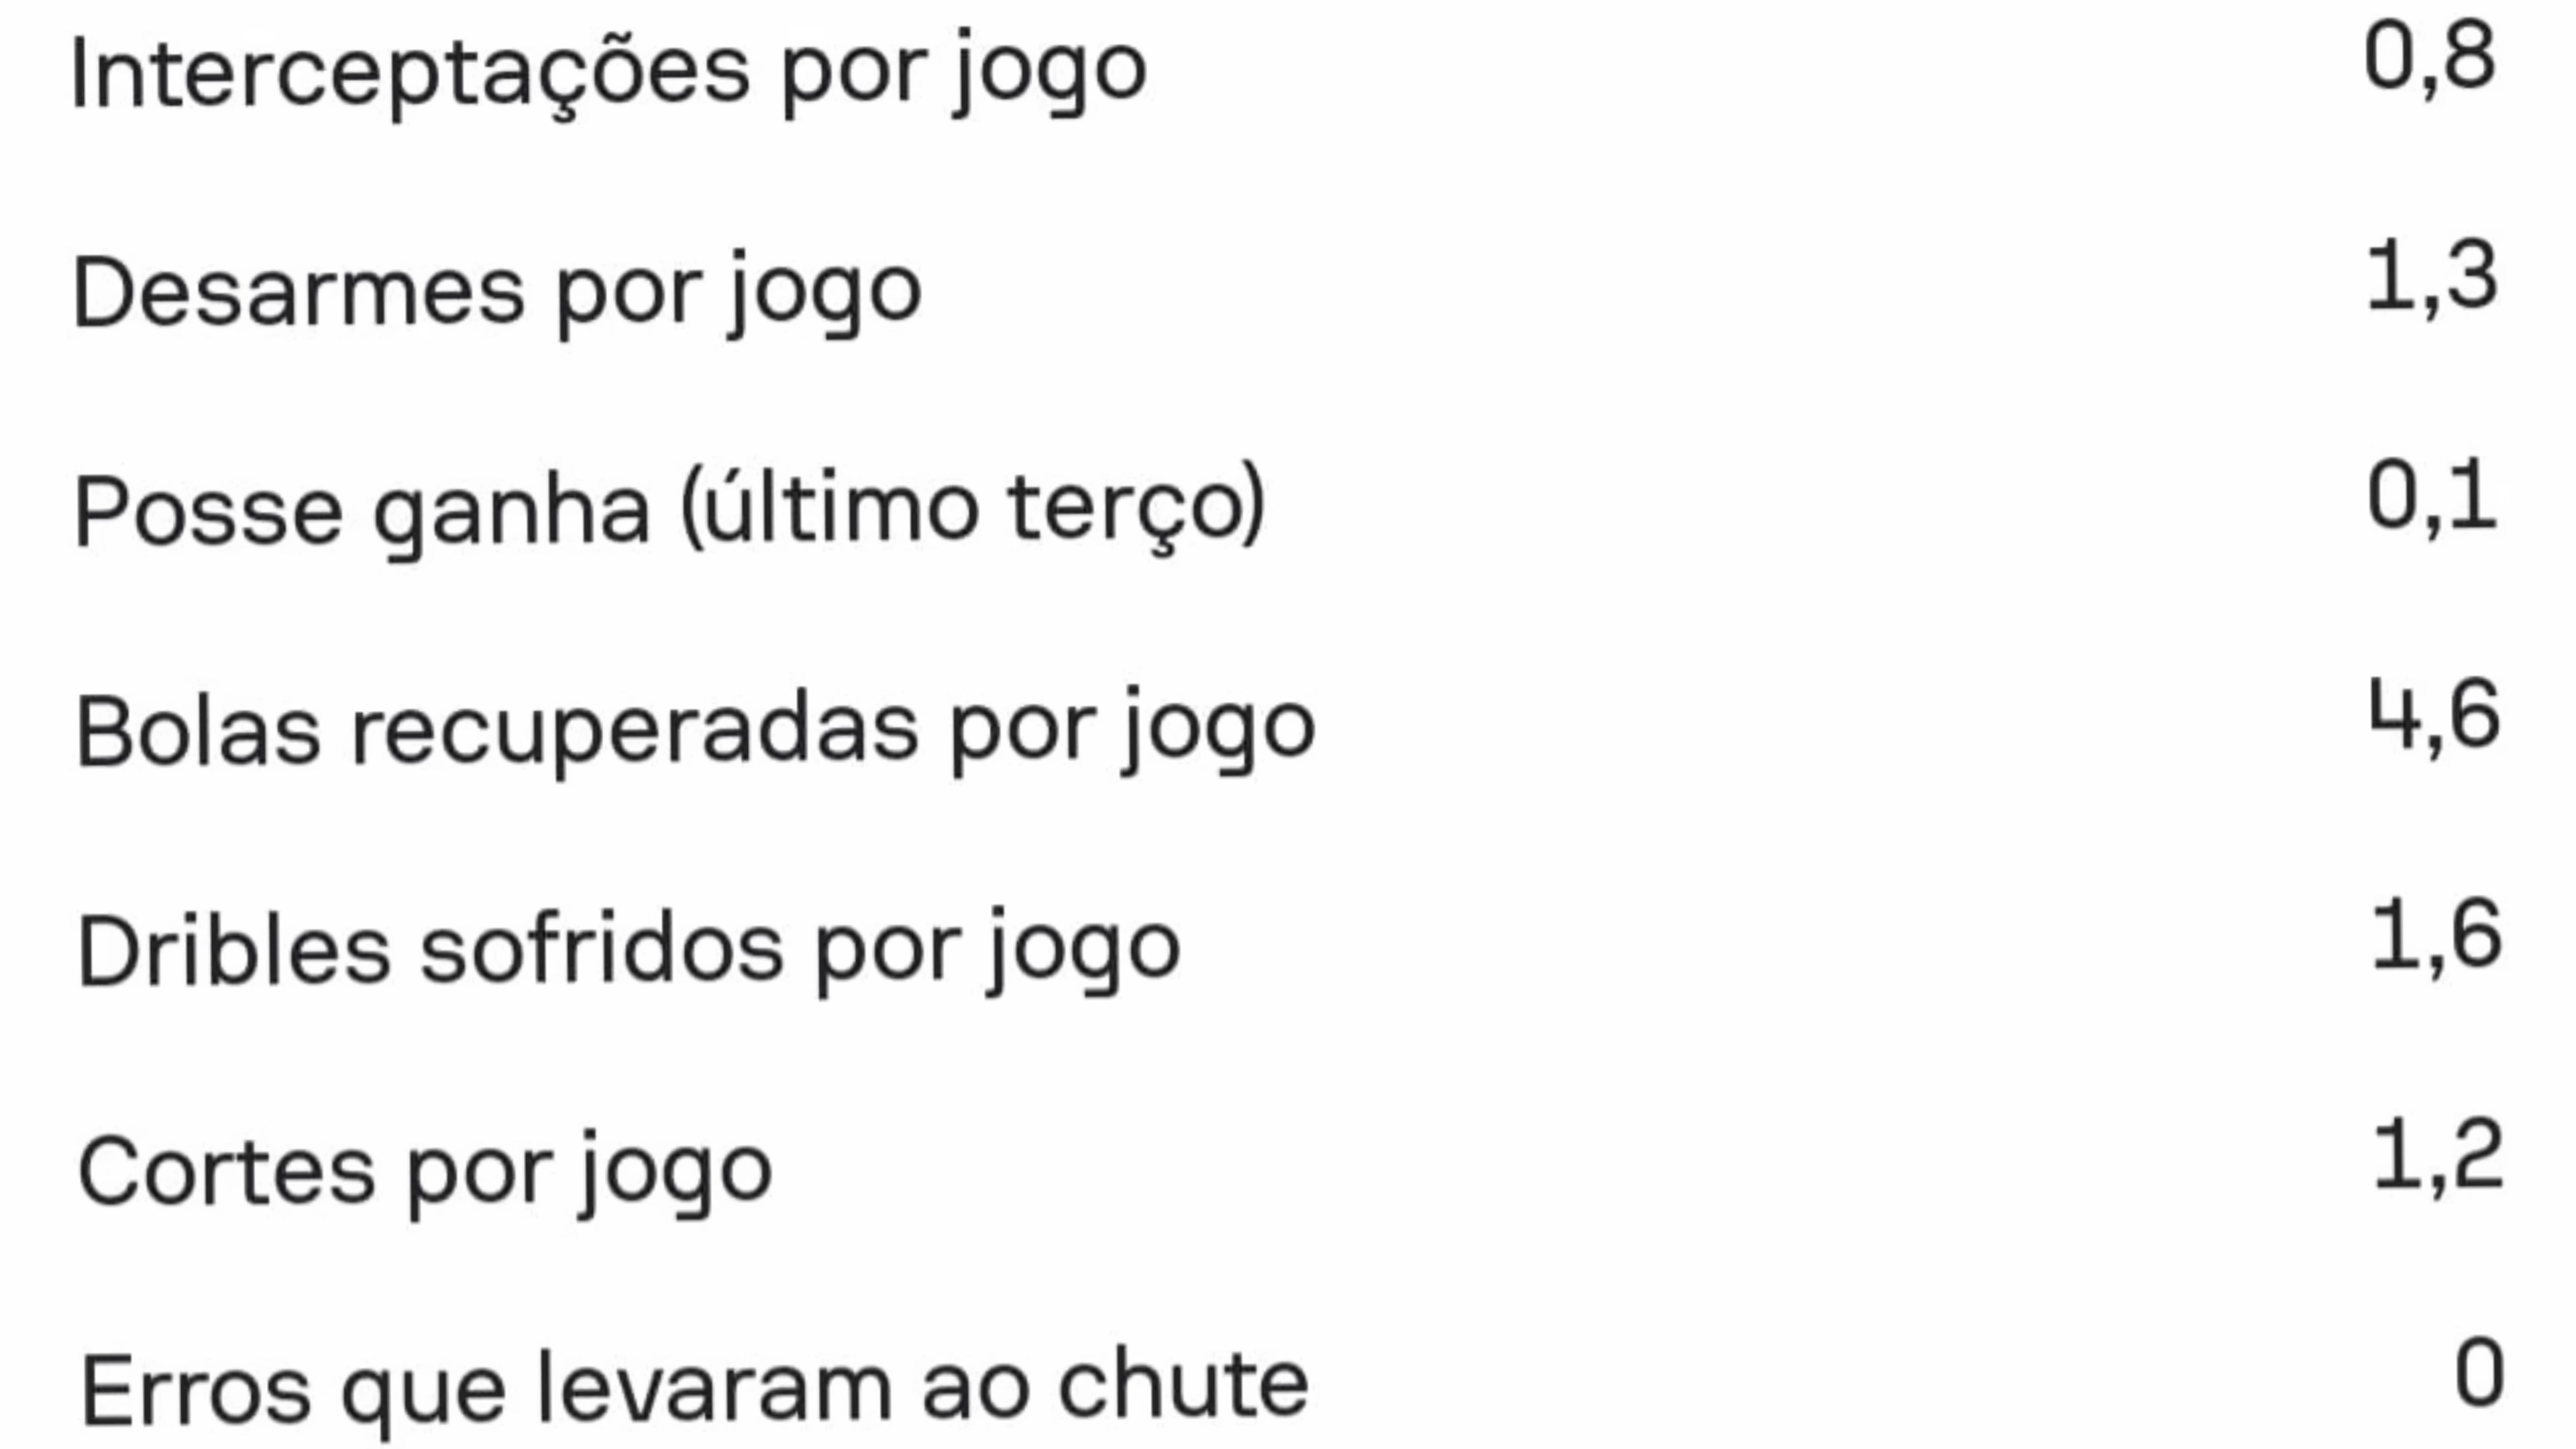 Interceptações por jogo 0,8
Desarmes por jogo 1,3
Posse ganha (último terço) 0,1
Bolas recuperadas por jogo 4,6
Dribles sofridos por jogo 1,6
Cortes por jogo 1,2
Erros que levaram ao chute 0